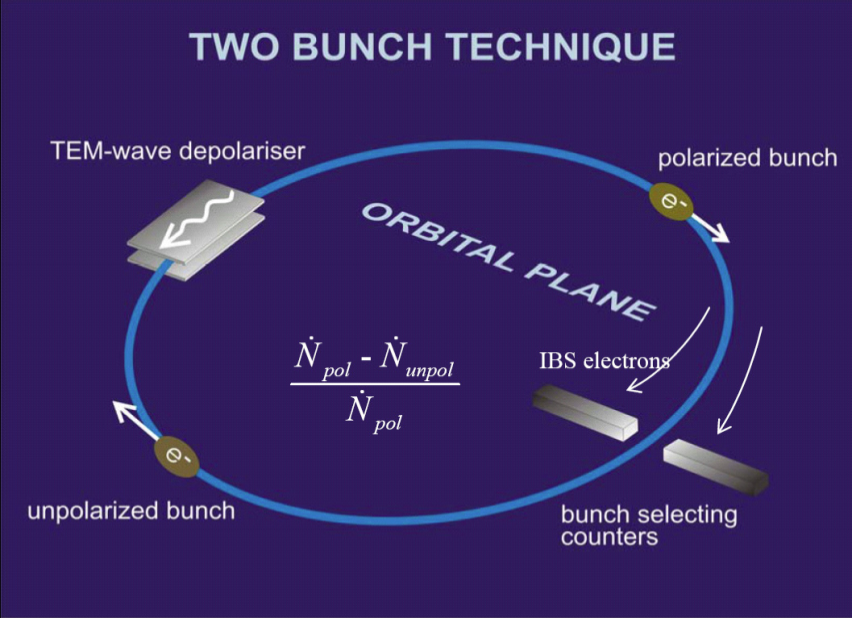 TWO BUNCH TECHNIQUE
TEM-wave depolariser
polarized bunch
e-
ORBITAL PLANE
Ṅpol - Ṅunpol
Ṅpol
IBS electrons
e-
unpolarized bunch
bunch selecting
counters